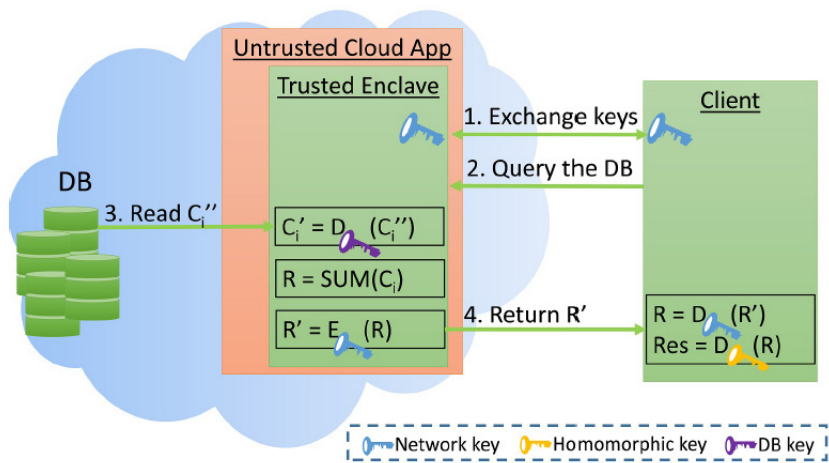 Untrusted Cloud App
Trusted Enclave
Client
1. Exchange keys
2. Query the DB
DB
3. Read Cᵢ''
Cᵢ' = D (Cᵢ'')
R = SUM(Cᵢ)
R' = E (R)
4. Return R'
R = D (R')
Res = D (R)
Network key Homomorphic key DB key